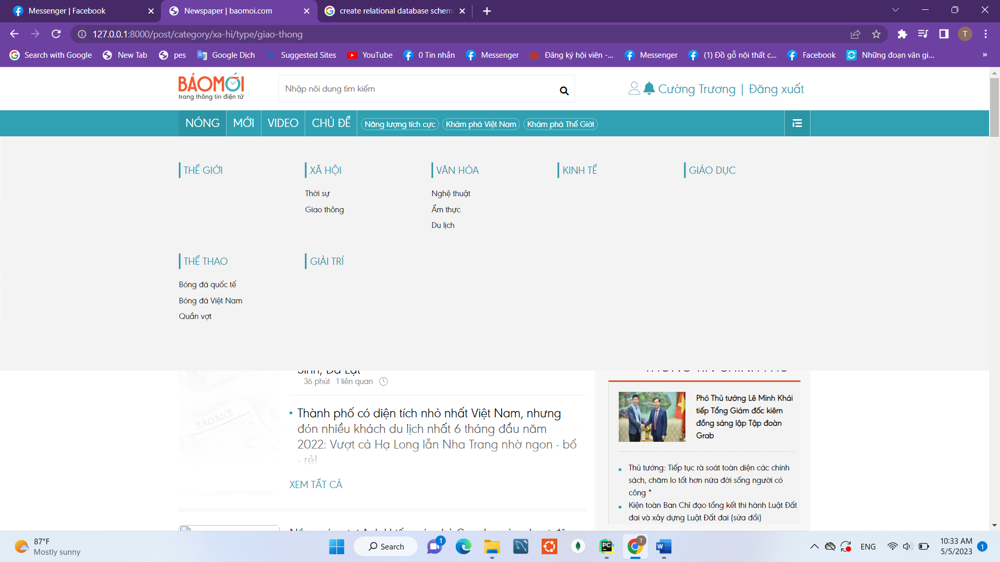 Messenger | Facebook
Newspaper | baomoi.com
create relational database schem
127.0.0.1:8000/post/category/xa-hi/type/giao-thong
T
Search with Google
New Tab
pes
Google Dịch
Suggested Sites
YouTube
0 Tin nhắn
Messenger
Đăng ký hội viên -...
Messenger
(1) Đồ gỗ nội thất c...
Facebook
Những đoạn văn gi...
»
BÁOMỚI
trang thông tin điện tử
Nhập nôi dung tìm kiếm
Cường Trương | Đăng xuất
NÓNG
MỚI
VIDEO
CHỦ ĐỀ
Năng lượng tích cực
Khám phá Việt Nam
Khám phá Thế Giới
THẾ GIỚI
XÃ HỘI
Thời sự
Giao thông
VĂN HÓA
Nghệ thuật
Ẩm thực
Du lịch
KINH TẾ
GIÁO DỤC
THỂ THAO
Bóng đá quốc tế
Bóng đá Việt Nam
Quần vợt
GIẢI TRÍ
36 phút 1 liên quan
BÁO MỚI
Thành phố có diện tích nhỏ nhất Việt Nam, nhưng
đón nhiều khách du lịch nhất 6 tháng đầu năm
2022: Vượt cả Hạ Long lẫn Nha Trang nhờ ngon - bổ
- rẻ!
XEM TẤT CẢ
Phó Thủ tướng Lê Minh Khái
tiếp Tổng Giám đốc kiêm
đồng sáng lập Tập đoàn
Grab
Thủ tướng: Tiếp tục rà soát toàn diện các chính
sách, chăm lo tốt hơn nữa đời sống người có
công *
Kiện toàn Ban Chỉ đạo tổng kết thi hành Luật Đất
đai và xây dựng Luật Đất đai (sửa đổi)
87°F
Mostly sunny
Search
1
PC
T
W
ENG
10:33 AM
5/5/2023
1